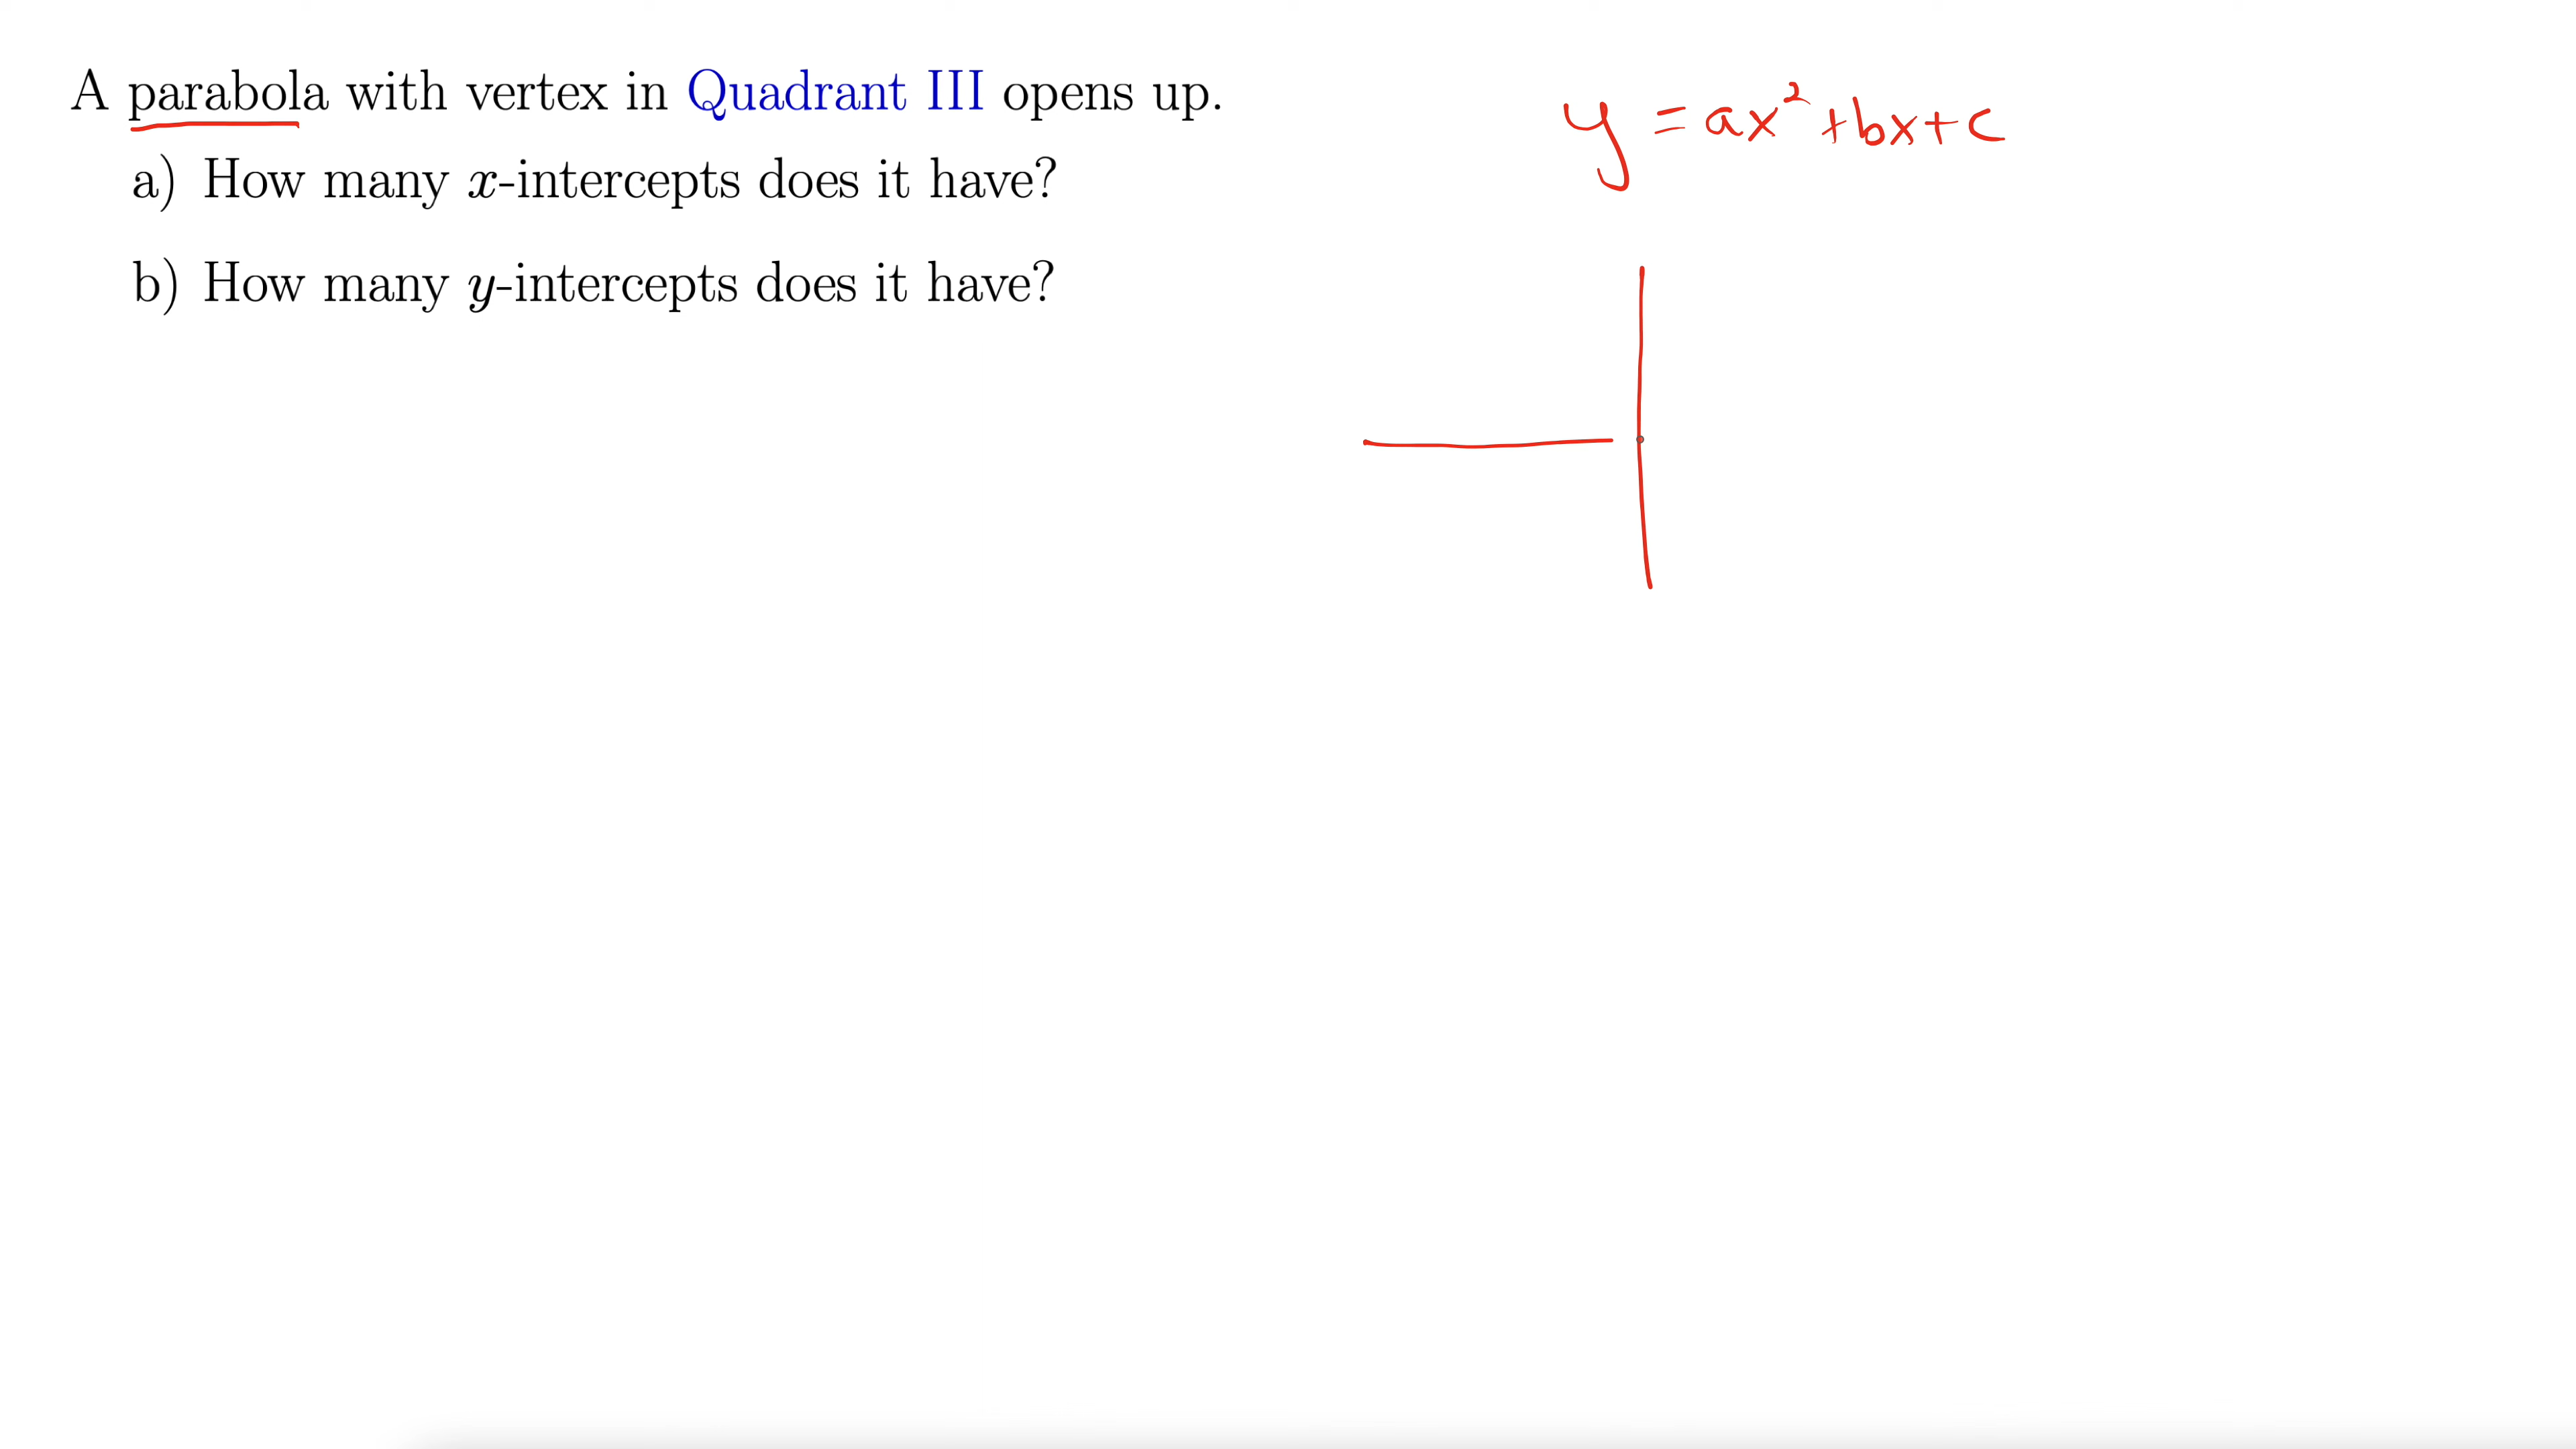 A parabola with vertex in Quadrant III opens up.
a) How many x-intercepts does it have?
b) How many y-intercepts does it have?
y = ax² + bx + c